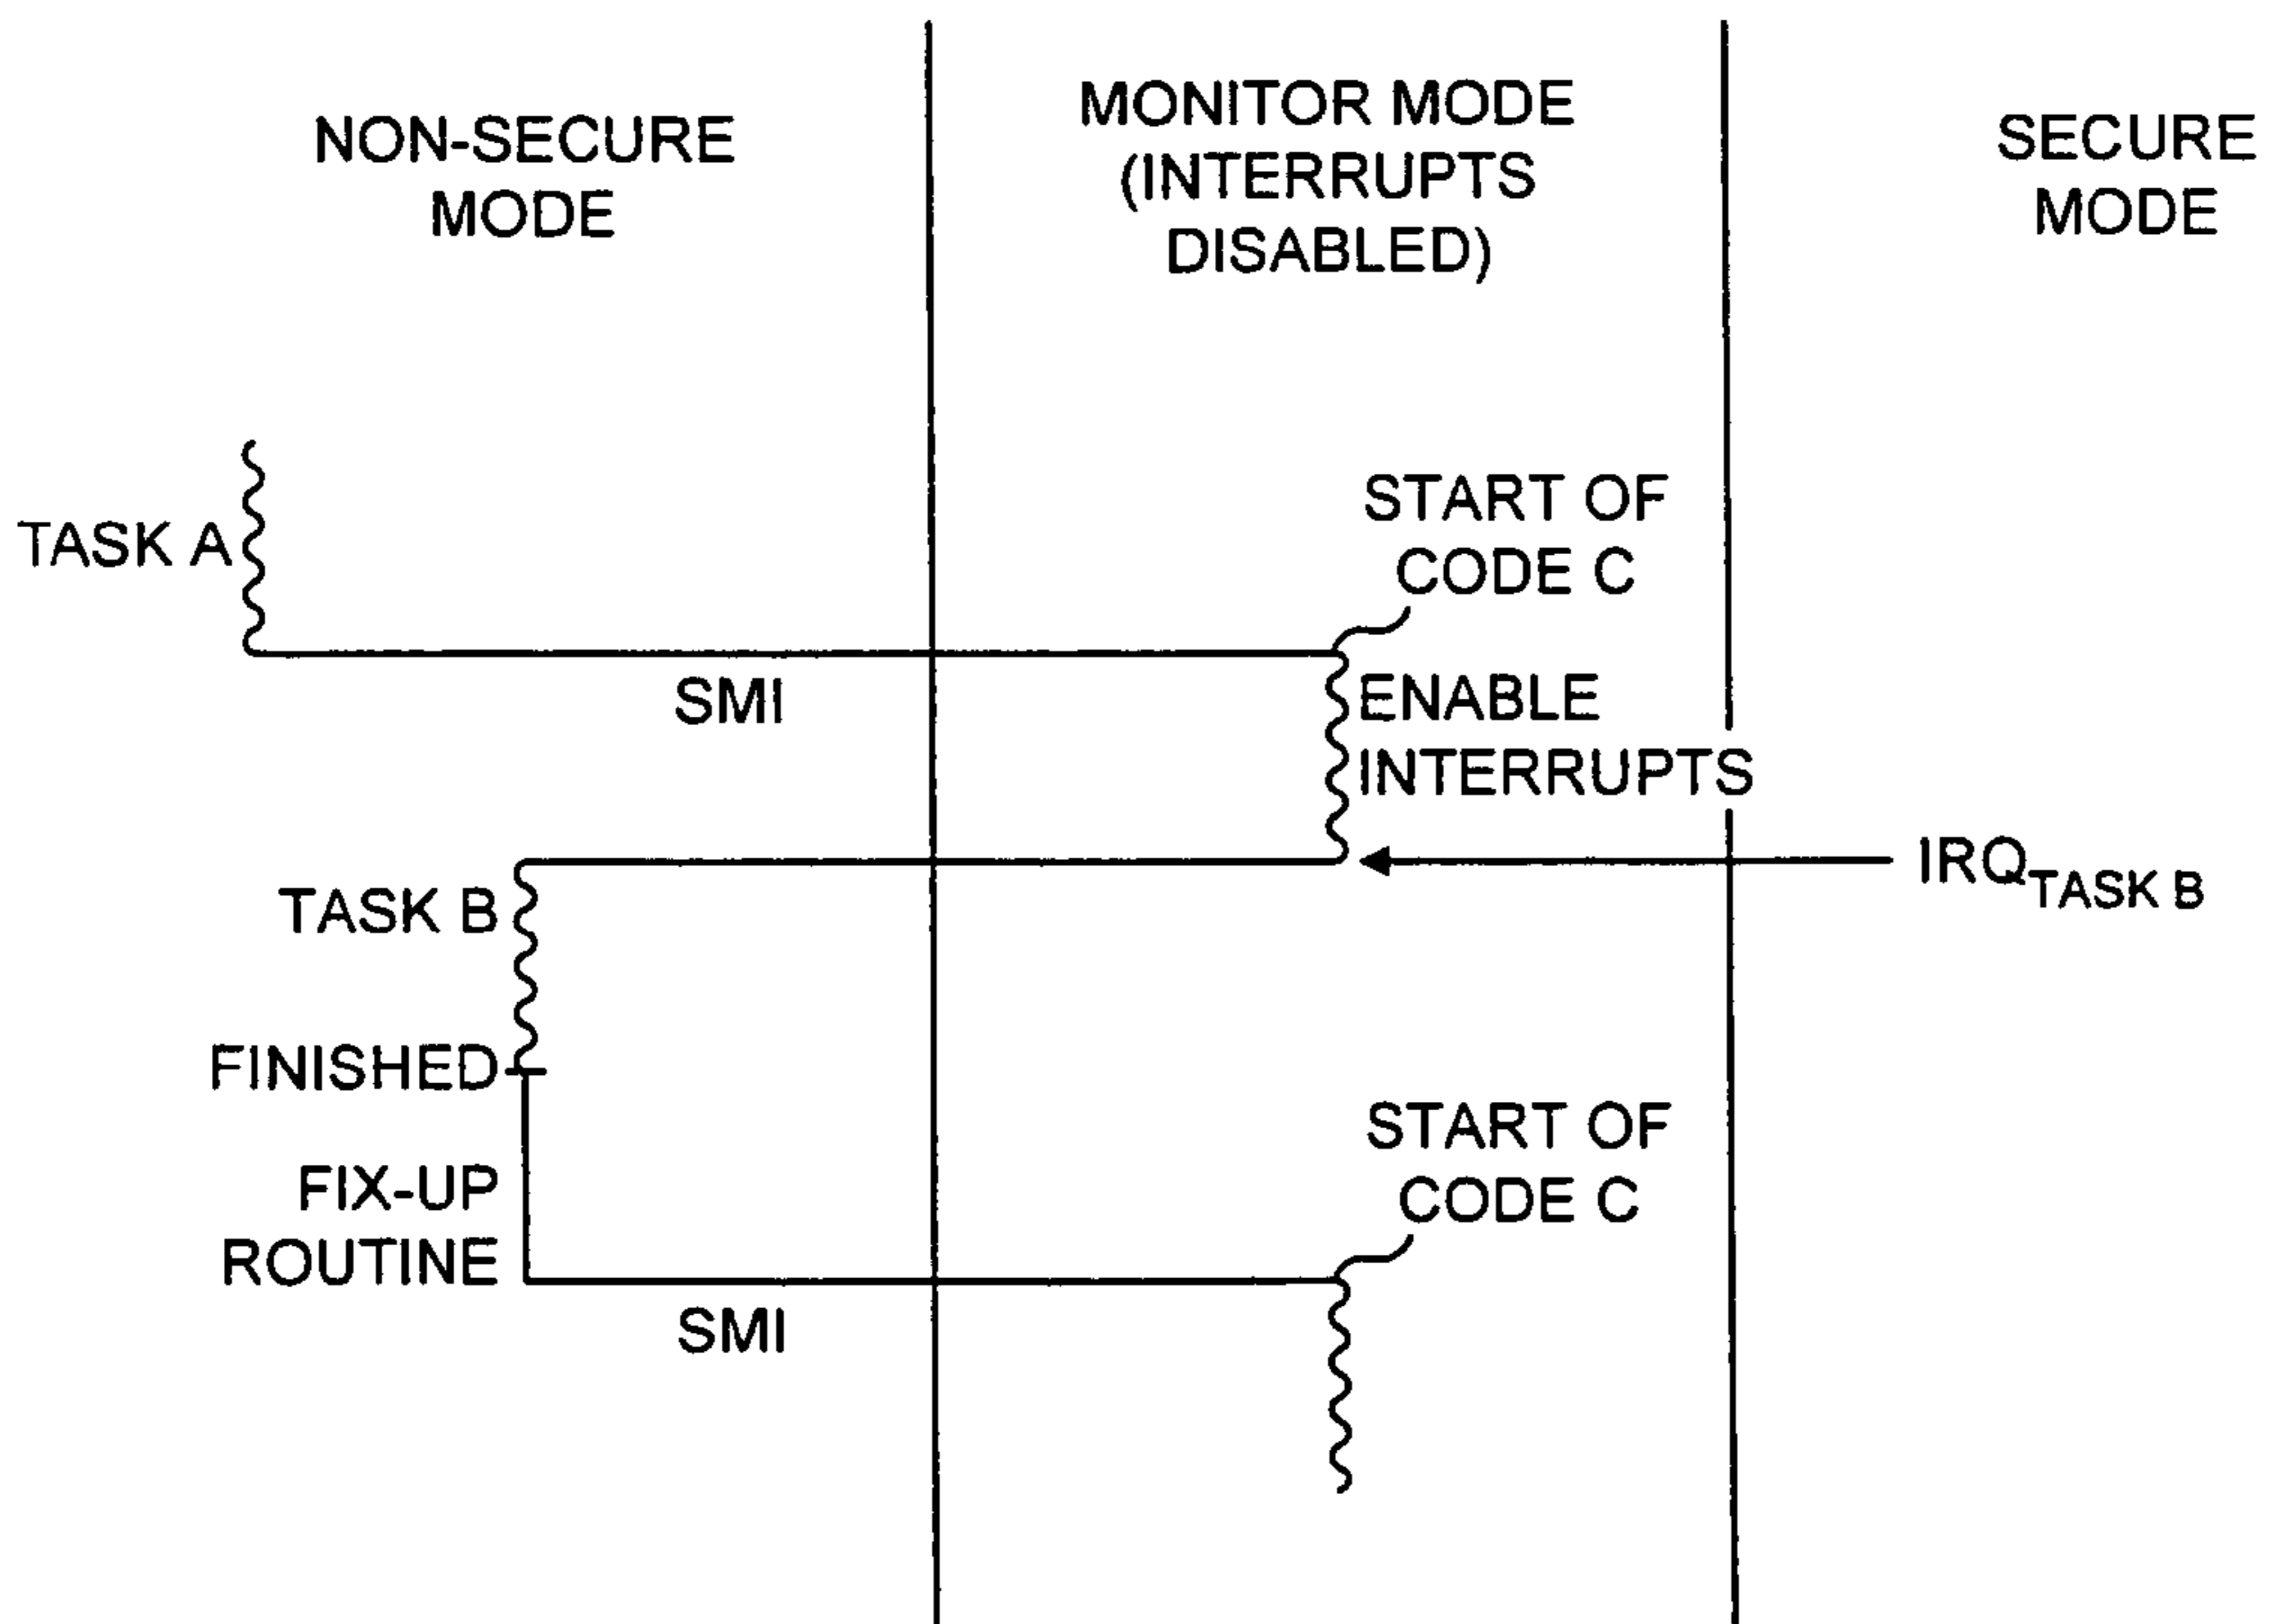 NON-SECURE
MODE
MONITOR MODE
(INTERRUPTS
DISABLED)
SECURE
MODE
TASK A
START OF
CODE C
SMI
ENABLE
INTERRUPTS
IRQTASK B
TASK B
FINISHED
FIX-UP
ROUTINE
START OF
CODE C
SMI